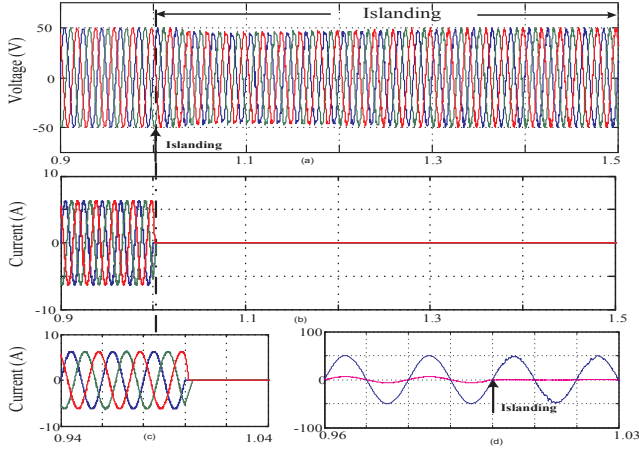 Islanding
Voltage (V)
50
0
-50
Islanding
0.9
1.1
(a)
1.3
1.5
Current (A)
10
0
-10
0.9
1.1
(b)
1.3
1.5
Current (A)
10
0
-10
0.94
(c)
1.04
100
0
-100
Islanding
0.96
(d)
1.03